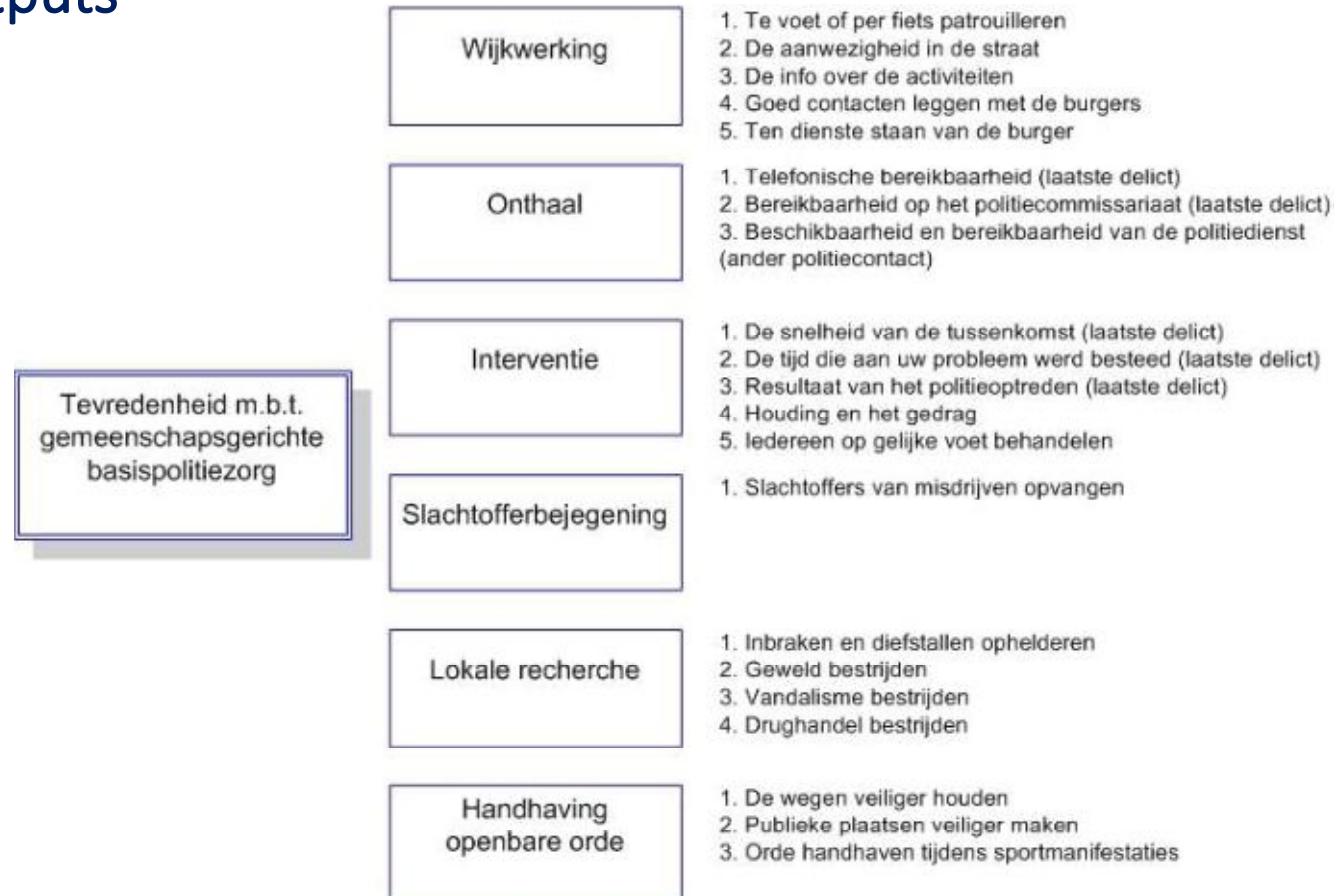 Wijkwerking
1. Te voet of per fiets patrouilleren
2. De aanwezigheid in de straat
3. De info over de activiteiten
4. Goed contacten leggen met de burgers
5. Ten dienste staan van de burger
Onthaal
1. Telefonische bereikbaarheid (laatste delict)
2. Bereikbaarheid op het politiecommissariaat (laatste delict)
3. Beschikbaarheid en bereikbaarheid van de politiedienst
(ander politiecontact)
Interventie
1. De snelheid van de tussenkomst (laatste delict)
2. De tijd die aan uw probleem werd besteed (laatste delict)
3. Resultaat van het politieoptreden (laatste delict)
4. Houding en het gedrag
5. Iedereen op gelijke voet behandelen
Tevredenheid m.b.t.
gemeenschapsgerichte
basispolitiezorg
Slachtofferbejegening
1. Slachtoffers van misdrijven opvangen
Lokale recherche
1. Inbraken en diefstallen ophelderen
2. Geweld bestrijden
3. Vandalisme bestrijden
4. Drughandel bestrijden
Handhaving
openbare orde
1. De wegen veiliger houden
2. Publieke plaatsen veiliger maken
3. Orde handhaven tijdens sportmanifestaties